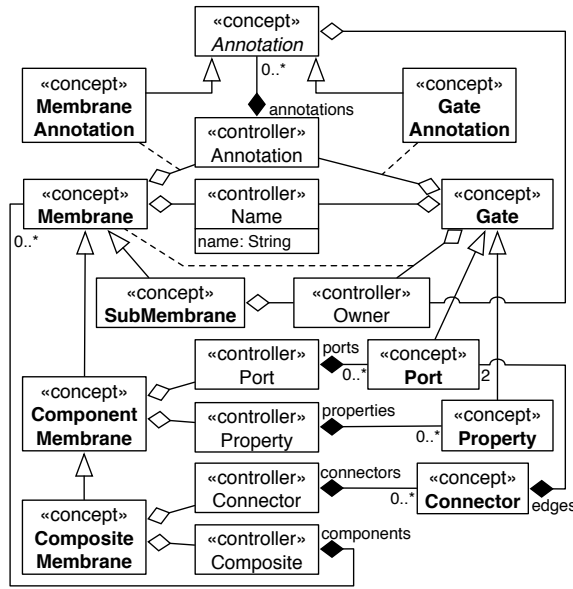 «concept»
Annotation
0..*
annotations
«concept»
Membrane
Annotation
«concept»
Gate
Annotation
«controller»
Annotation
«concept»
Membrane
0..*
«controller»
Name
name: String
«concept»
Gate
«concept»
SubMembrane
«controller»
Owner
«controller»
Port
ports
0..*
«concept»
Port
2
«concept»
Component
Membrane
«controller»
Property
properties
0..*
«concept»
Property
«controller»
Connector
connectors
0..*
«concept»
Connector
edges
«concept»
Composite
Membrane
«controller»
Composite
components